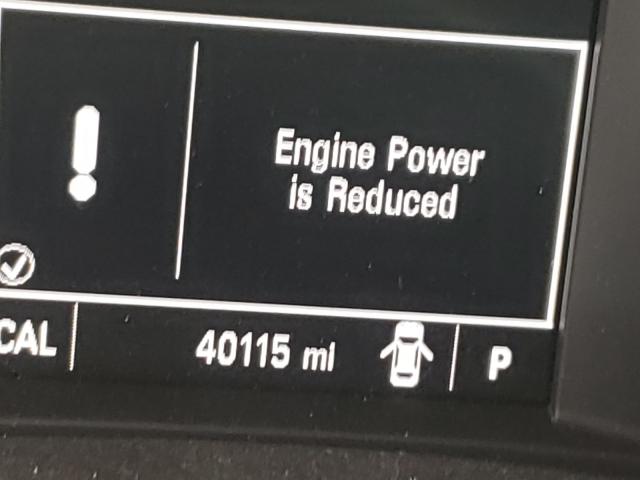 Engine Power
is Reduced
CAL 40115 mi P